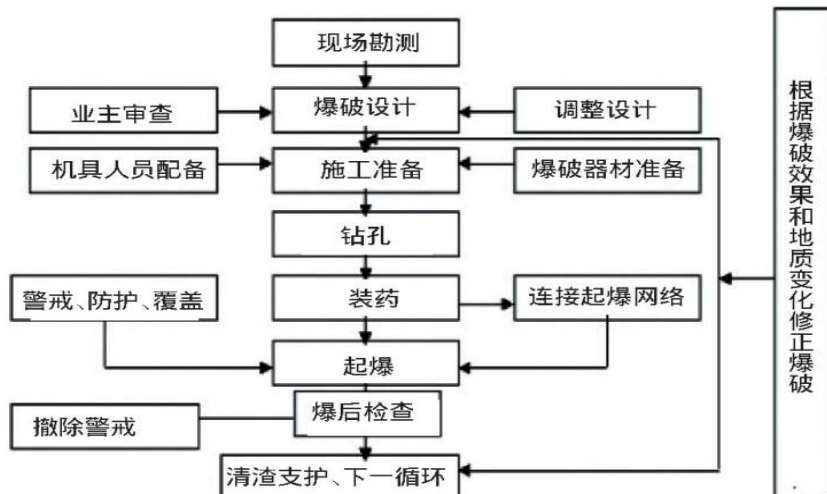 现场勘测
业主审查
爆破设计
调整设计
机具人员配备
施工准备
爆破器材准备
钻孔
警戒、防护、覆盖
装药
连接起爆网络
起爆
爆后检查
撤除警戒
清渣支护、下一循环
根据爆破效果和地质变化修正爆破